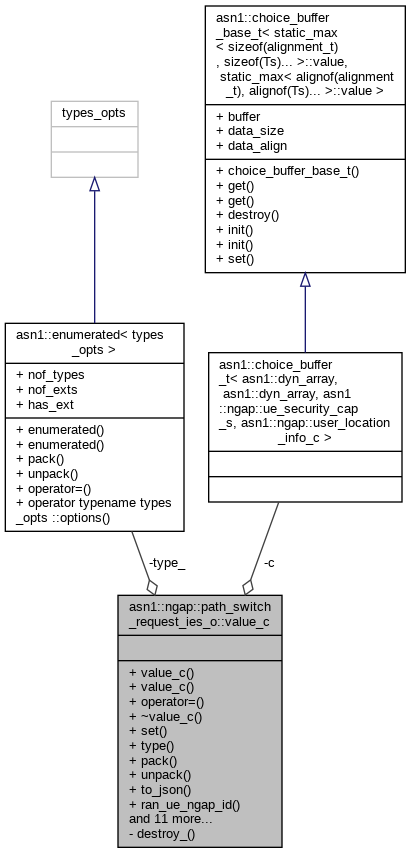 asn1::choice_buffer
_base_t< static_max
< sizeof(alignment_t)
, sizeof(Ts)... >::value,
static_max< alignof(alignment
_t), alignof(Ts)... >::value >
+ buffer
+ data_size
+ data_align
+ choice_buffer_base_t()
+ get()
+ get()
+ destroy()
+ init()
+ init()
+ set()
types_opts
asn1::enumerated< types
_opts >
+ nof_types
+ nof_exts
+ has_ext
+ enumerated()
+ enumerated()
+ pack()
+ unpack()
+ operator=()
+ operator typename types
_opts ::options()
asn1::choice_buffer
_t< asn1::dyn_array,
asn1::dyn_array, asn1
::ngap::ue_security_cap
_s, asn1::ngap::user_location
_info_c >
-type_
-c
asn1::ngap::path_switch
_request_ies_o::value_c
+ value_c()
+ value_c()
+ operator=()
+ ~value_c()
+ set()
+ type()
+ pack()
+ unpack()
+ to_json()
+ ran_ue_ngap_id()
and 11 more...
- destroy_()